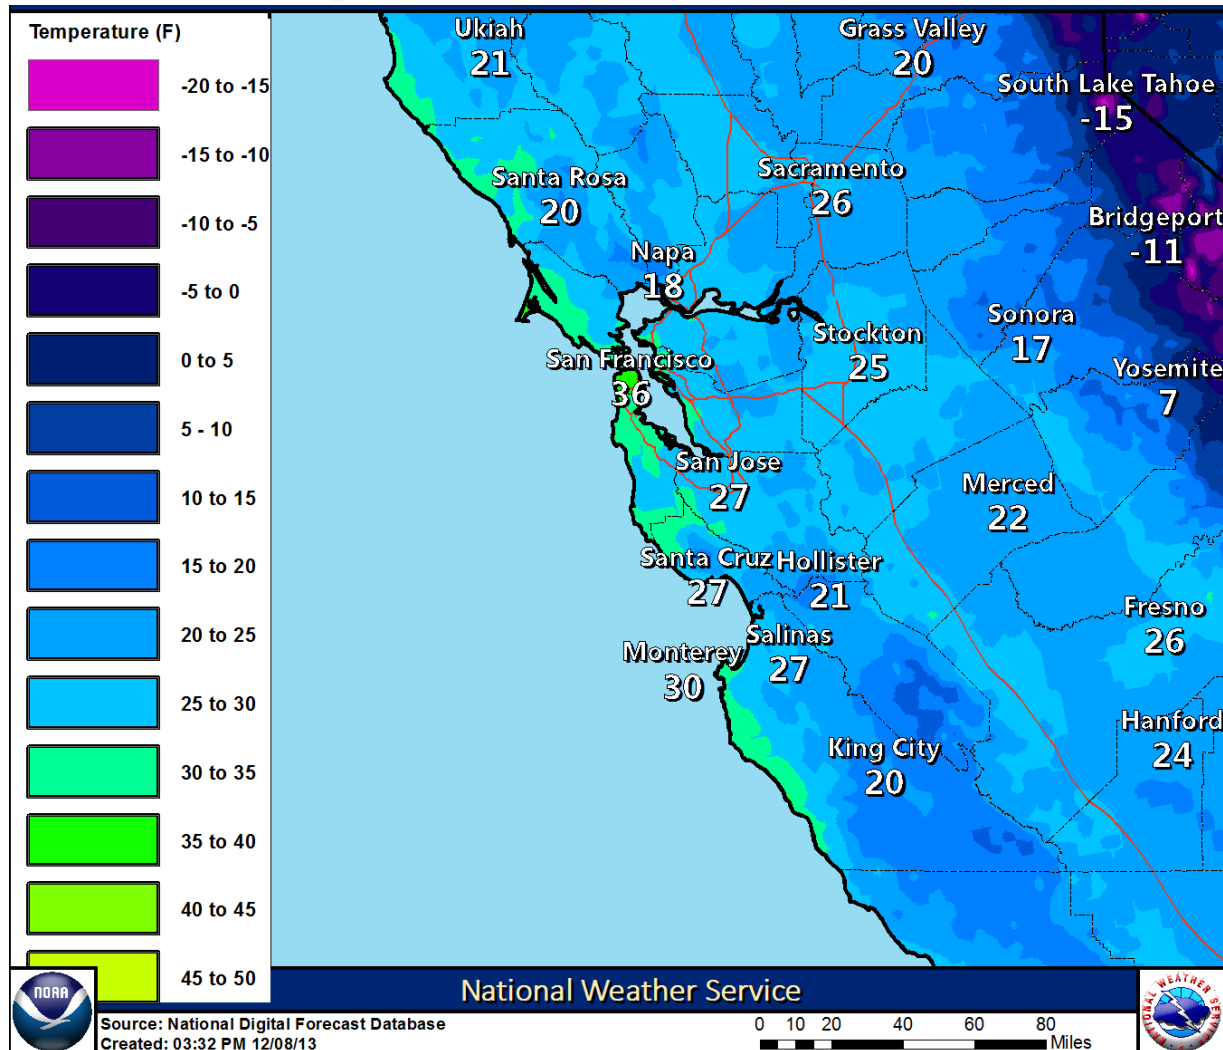 Temperature (F)
-20 to -15
-15 to -10
-10 to -5
-5 to 0
0 to 5
5 - 10
10 to 15
15 to 20
20 to 25
25 to 30
30 to 35
35 to 40
40 to 45
45 to 50
Ukiah
21
Grass Valley
20
South Lake Tahoe
-15
Santa Rosa
20
Sacramento
26
Bridgeport
-11
Napa
18
Sonora
17
Stockton
25
San Francisco
36
Yosemite
7
San Jose
27
Merced
22
Santa Cruz
27
Hollister
21
Fresno
26
Salinas
27
Monterey
30
Hanford
24
King City
20
National Weather Service
NOAA
Source: National Digital Forecast Database
Created: 03:32 PM 12/08/13
0 10 20 40 60 80
Miles
NATIONAL WEATHER SERVICE